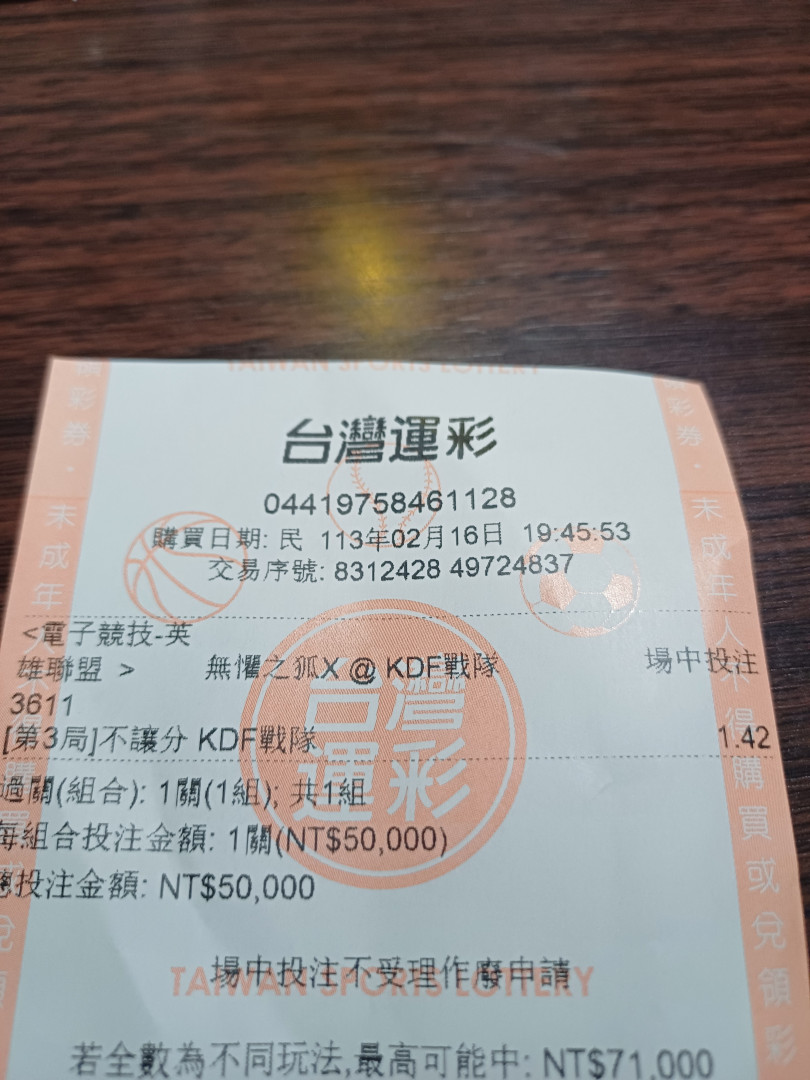 TAIWAN SPORTS LOTTERY
台灣運彩
04419758461128
購買日期: 民 113年02月16日 19:45:53
交易序號: 8312428 49724837
<電子競技-英
雄聯盟 > 無懼之狐X @ KDF戰隊 場中投注
3611
[第3局]不讓分 KDF戰隊 1.42
台灣
運彩
過關(組合): 1關(1組); 共1組
每組合投注金額: 1關(NT$50,000)
總投注金額: NT$50,000
場中投注不受理作廢申請
TAIWAN SPORTS LOTTERY
若全數為不同玩法,最高可能中: NT$71,000
彩券・未成年
彩券・未成年人不得購買或兌領彩